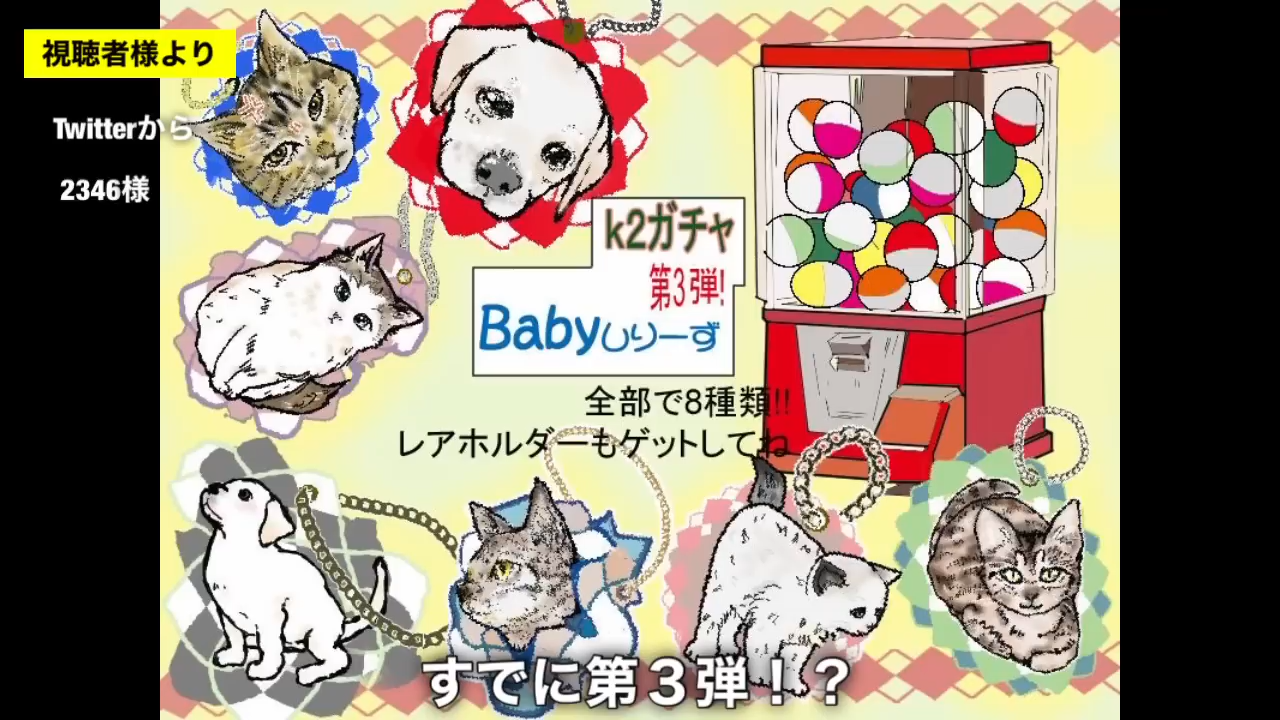 視聴者様より
Twitterから
2346様
k2ガチャ
第3弾!
Babyしりーず
全部で8種類!!
レアホルダーもゲットしてね
すでに第３弾！？